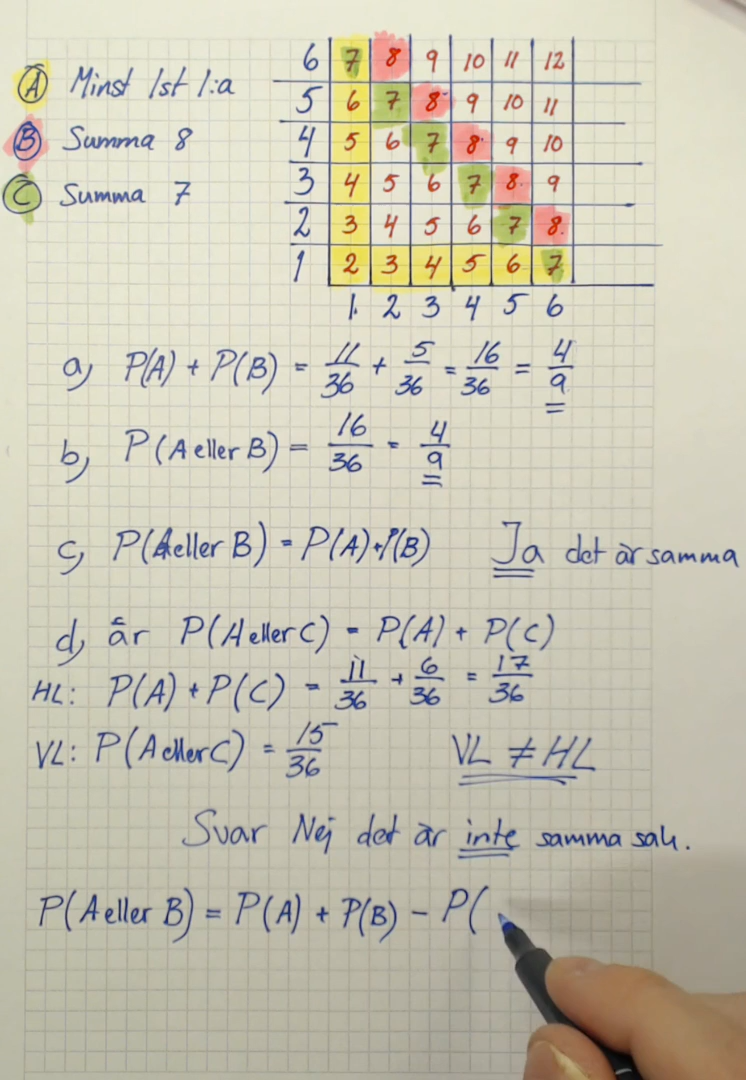 6 7 8 9 10 11 12
A Minst 1st 1:a
5 6 7 8 9 10 11
B Summa 8
4 5 6 7 8 9 10
C Summa 7
3 4 5 6 7 8 9
2 3 4 5 6 7 8
1 2 3 4 5 6 7
1 2 3 4 5 6
a) P(A) + P(B) = 11/36 + 5/36 = 16/36 = 4/9
b) P(A eller B) = 16/36 = 4/9
c) P(A eller B) = P(A)+P(B) Ja det är samma
d) är P(A eller C) = P(A) + P(C)
HL: P(A) + P(C) = 11/36 + 6/36 = 17/36
VL: P(A eller C) = 15/36 VL ≠ HL
Svar Nej det är inte samma sak.
P(A eller B) = P(A) + P(B) - P(